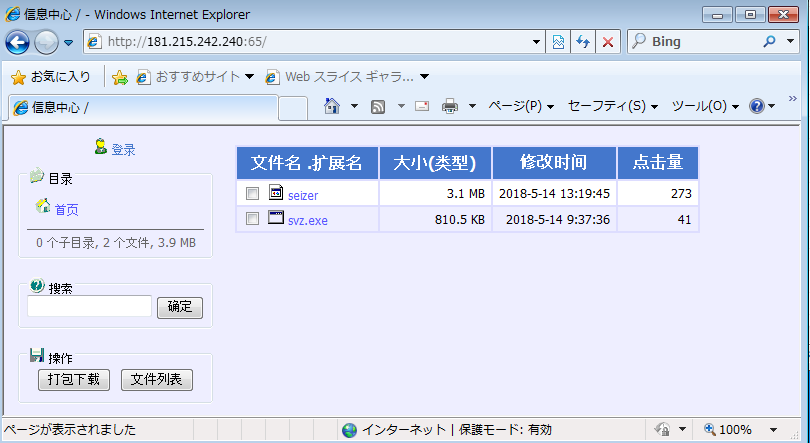 信息中心 / - Windows Internet Explorer
http://181.215.242.240:65/
Bing
お気に入り
おすすめサイト
Web スライス ギャラ...
信息中心 /
ページ(P)
セーフティ(S)
ツール(O)
»
登录
目录
首页
0 个子目录, 2 个文件, 3.9 MB
搜索
确定
操作
打包下载
文件列表
文件名 .扩展名 大小(类型) 修改时间 点击量
seizer 3.1 MB 2018-5-14 13:19:45 273
svz.exe 810.5 KB 2018-5-14 9:37:36 41
ページが表示されました
インターネット | 保護モード: 有効
100%